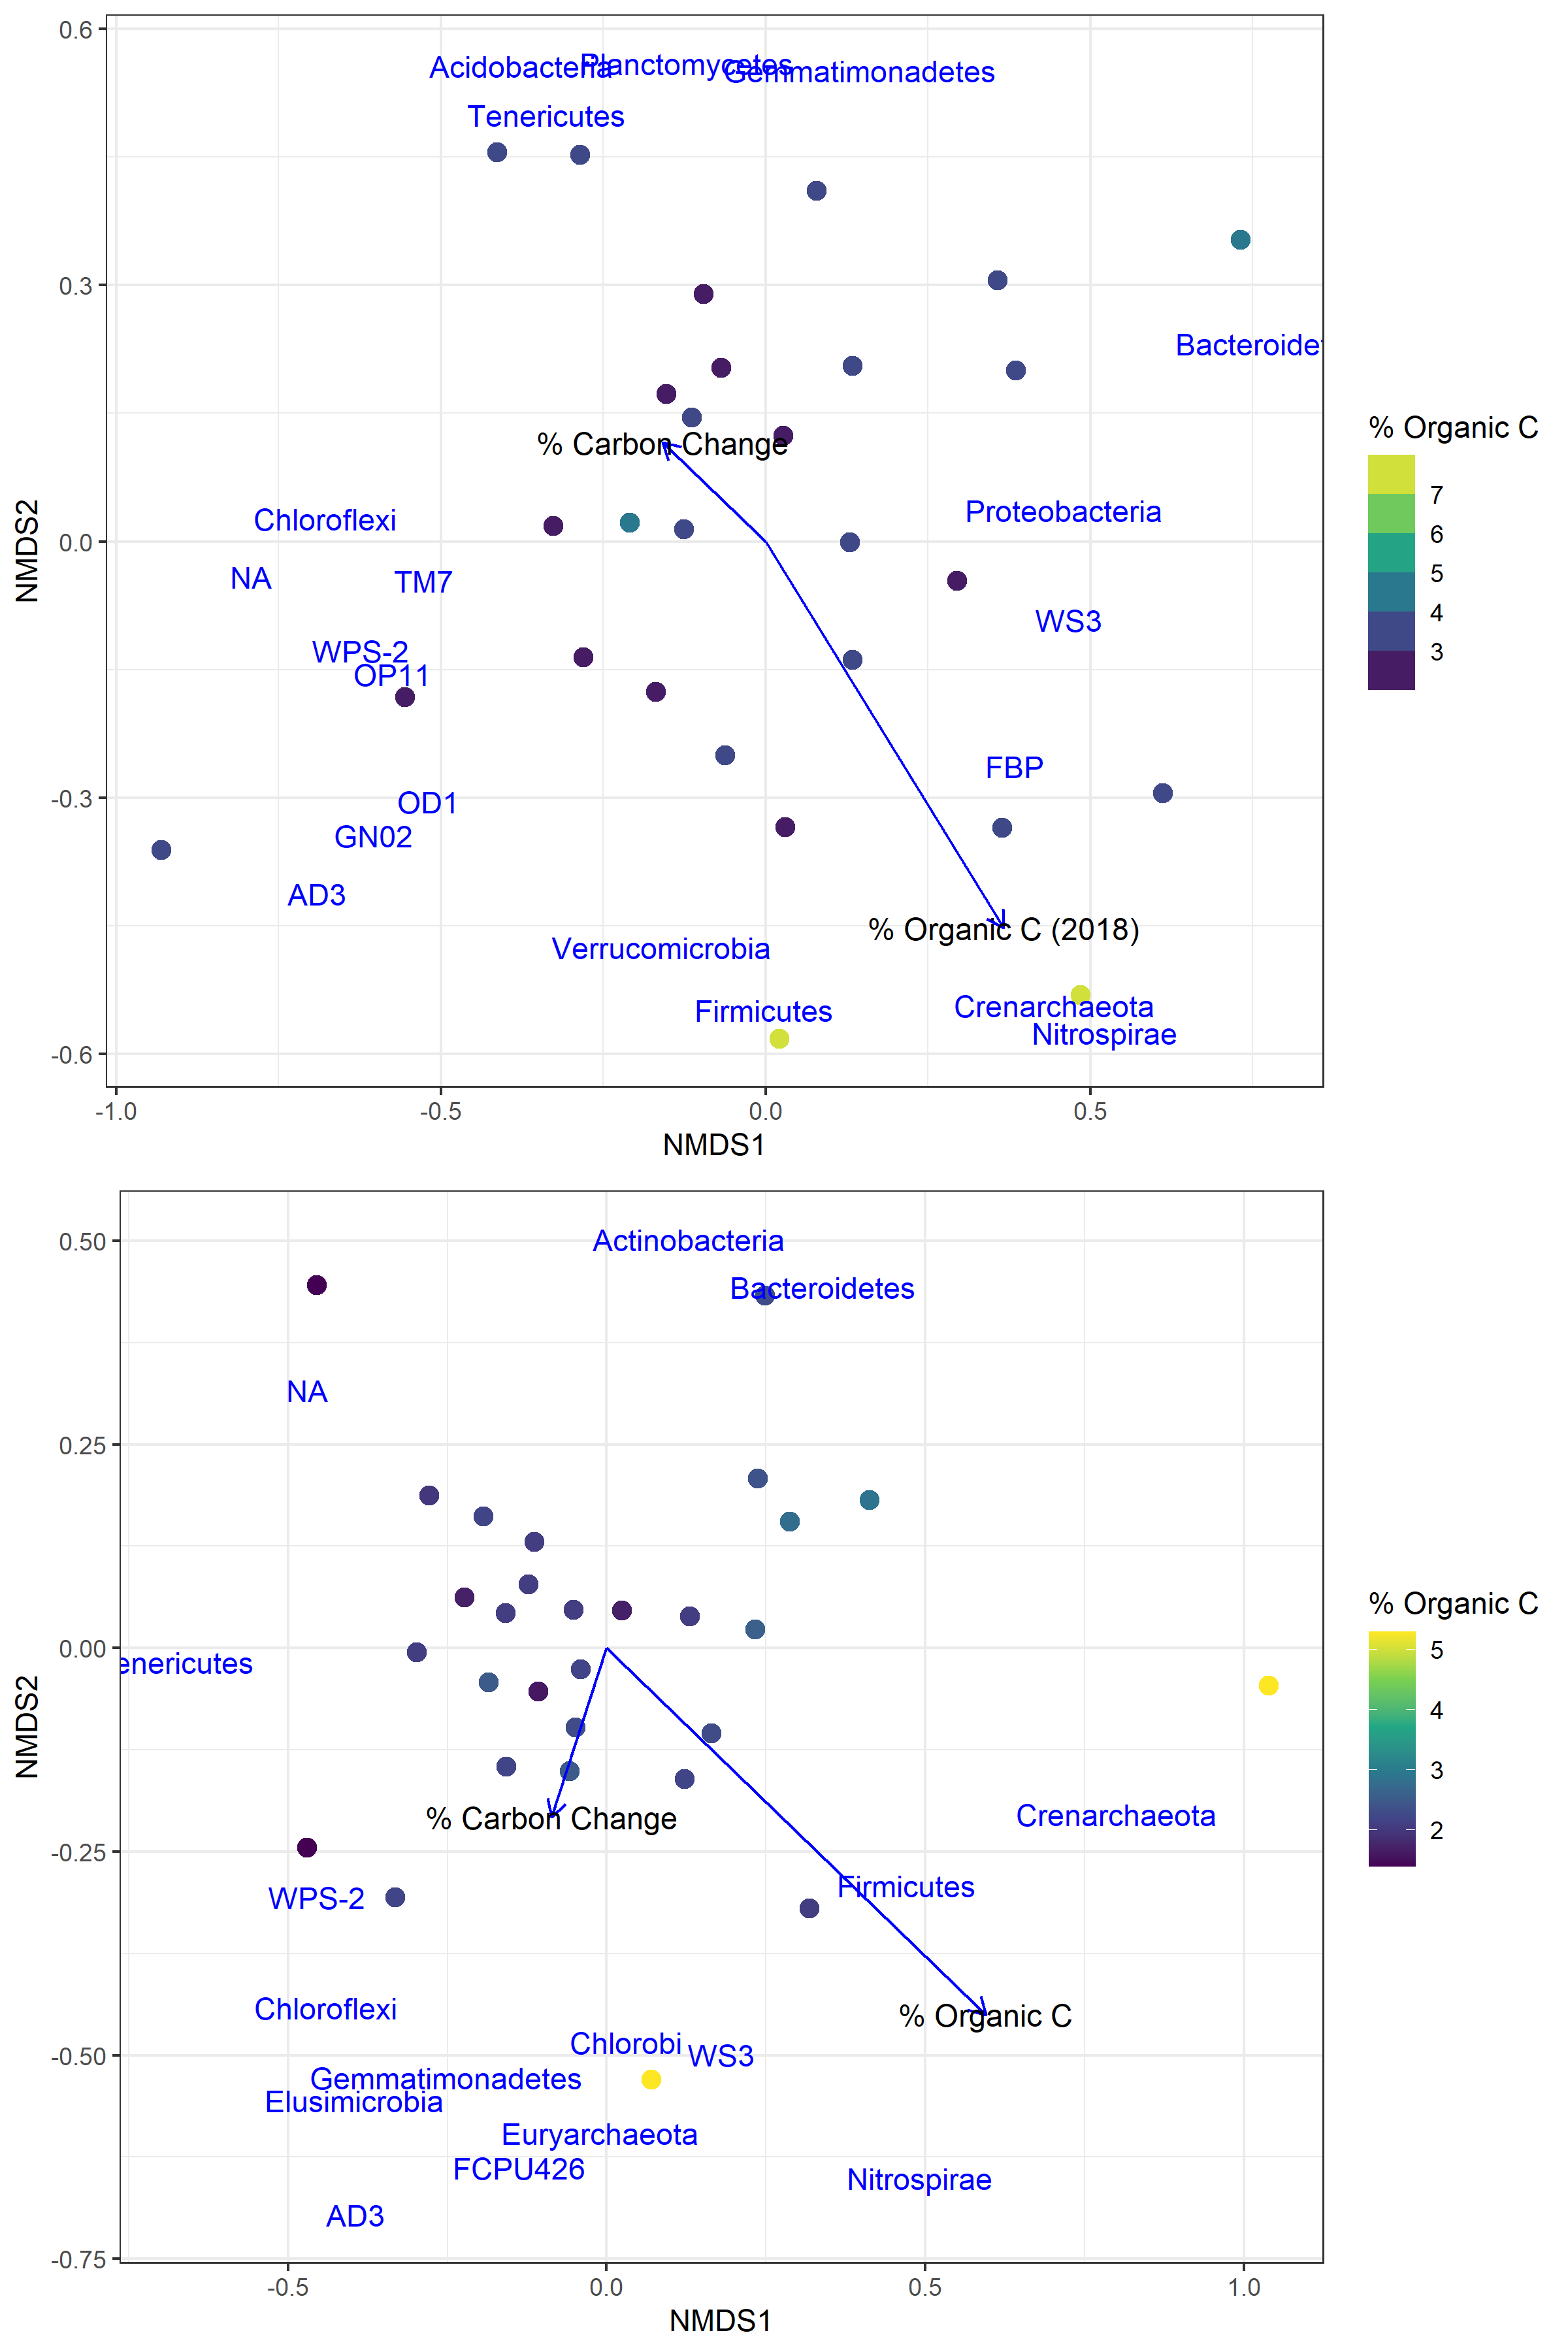 0.6
Acidobacteria
Planctomycetes
Gemmatimonadetes
Tenericutes
0.3
Bacteroidet
% Carbon Change
% Organic C
7
6
5
4
3
Chloroflexi
Proteobacteria
0.0
NA
TM7
WS3
WPS-2
OP11
NMDS2
FBP
-0.3
OD1
GN02
AD3
% Organic C (2018)
Verrucomicrobia
Firmicutes
Crenarchaeota
Nitrospirae
-0.6
-1.0
-0.5
0.0
0.5
NMDS1
Actinobacteria
0.50
Bacteroidetes
NA
0.25
0.00
enericutes
% Organic C
5
4
3
2
NMDS2
% Carbon Change
Crenarchaeota
-0.25
Firmicutes
WPS-2
Chloroflexi
% Organic C
Chlorobi
WS3
-0.50
Gemmatimonadetes
Elusimicrobia
Euryarchaeota
FCPU426
Nitrospirae
AD3
-0.75
-0.5
0.0
0.5
1.0
NMDS1